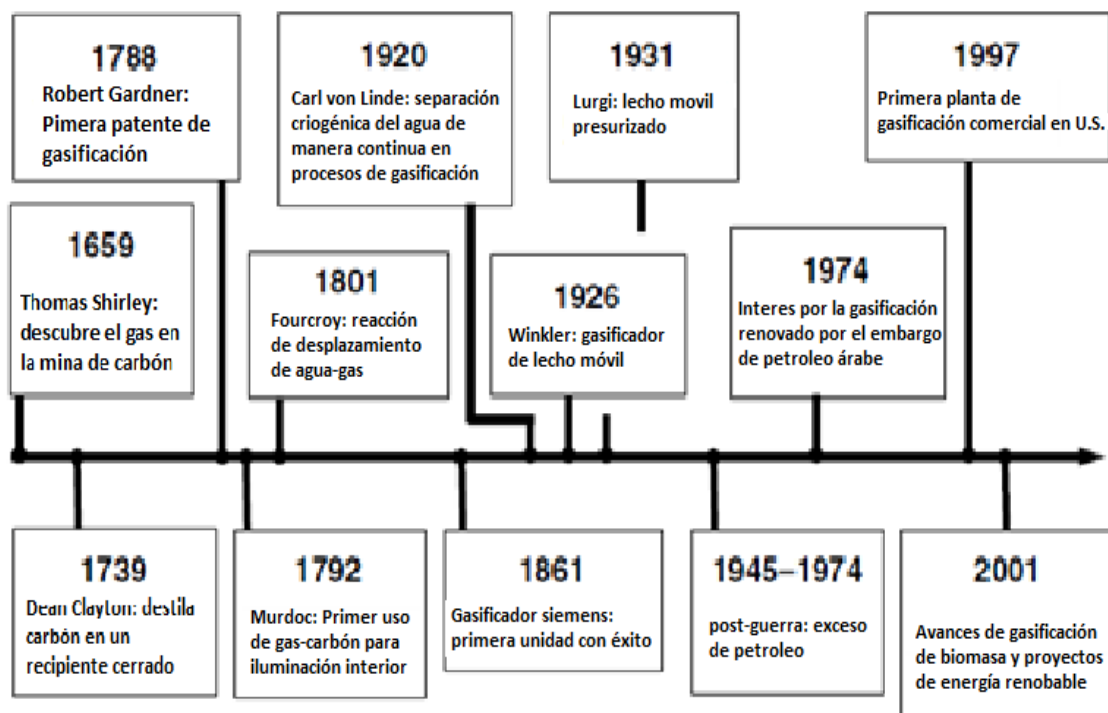 1788
Robert Gardner:
Pimera patente de
gasificación
1920
Carl von Linde: separación
criogénica del agua de
manera continua en
procesos de gasificación
1931
Lurgi: lecho movil
presurizado
1997
Primera planta de
gasificación comercial en U.S.
1659
Thomas Shirley:
descubre el gas en
la mina de carbón
1801
Fourcroy: reacción
de desplazamiento
de agua-gas
1926
Winkler: gasificador
de lecho móvil
1974
Interes por la gasificación
renovado por el embargo
de petroleo árabe
1739
Dean Clayton: destila
carbón en un
recipiente cerrado
1792
Murdoc: Primer uso
de gas-carbón para
iluminación interior
1861
Gasificador siemens:
primera unidad con éxito
1945–1974
post-guerra: exceso
de petroleo
2001
Avances de gasificación
de biomasa y proyectos
de energía renobable